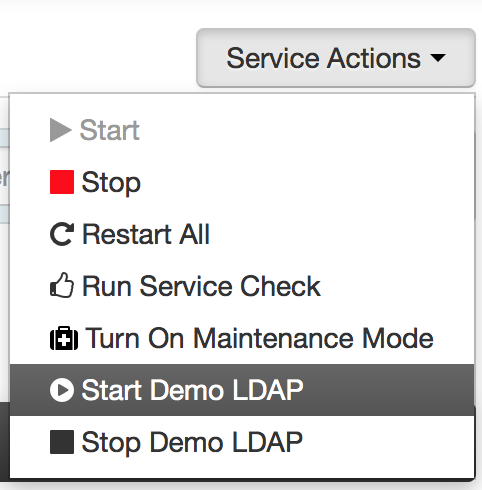 Service Actions
Start
Stop
Restart All
Run Service Check
Turn On Maintenance Mode
Start Demo LDAP
Stop Demo LDAP